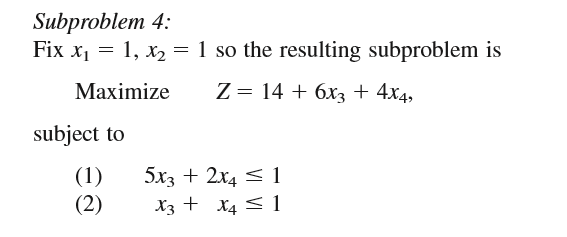 Subproblem 4:
Fix x₁ = 1, x₂ = 1 so the resulting subproblem is
Maximize Z = 14 + 6x₃ + 4x₄,
subject to
(1) 5x₃ + 2x₄ ≤ 1
(2) x₃ + x₄ ≤ 1